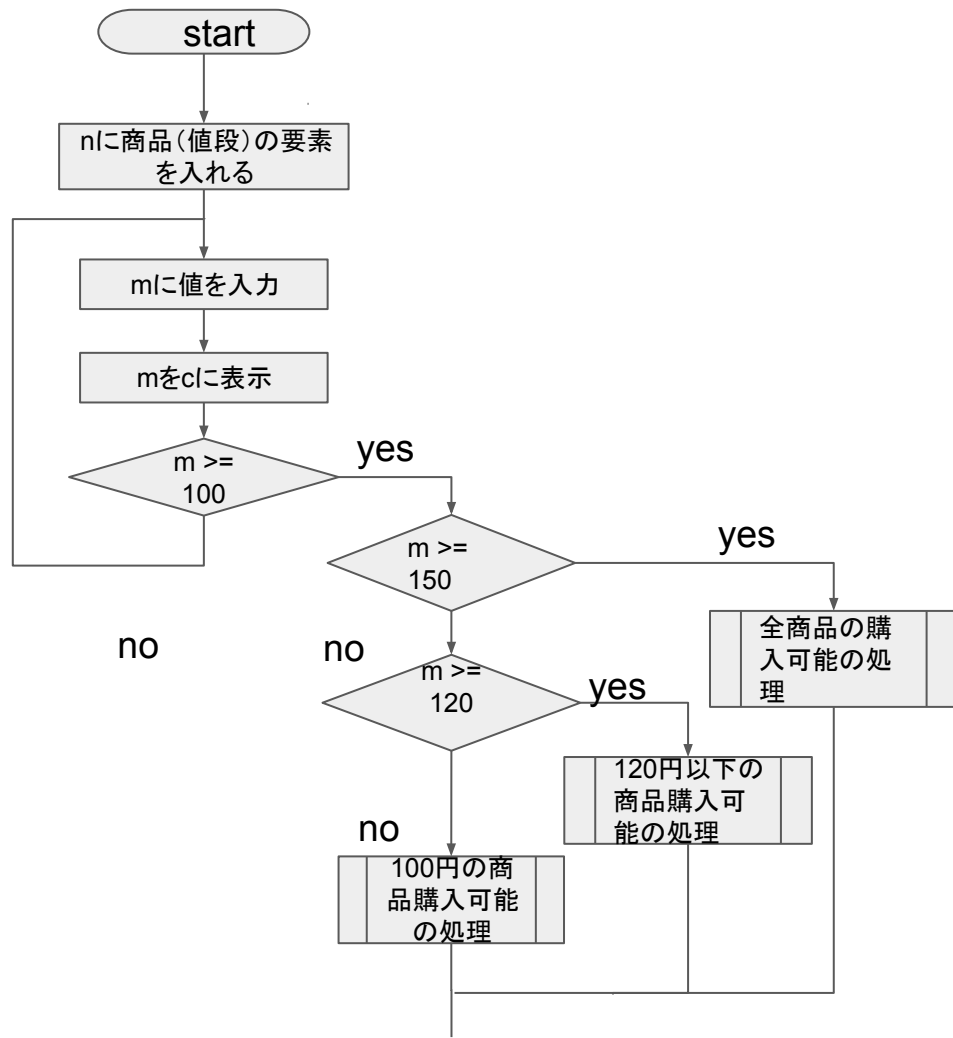 start
nに商品（値段）の要素
を入れる
mに値を入力
mをcに表示
m >=
100
yes
m >=
150
yes
no
no
m >=
120
yes
全商品の購
入可能の処
理
120円以下の
商品購入可
能の処理
no
100円の商
品購入可能
の処理